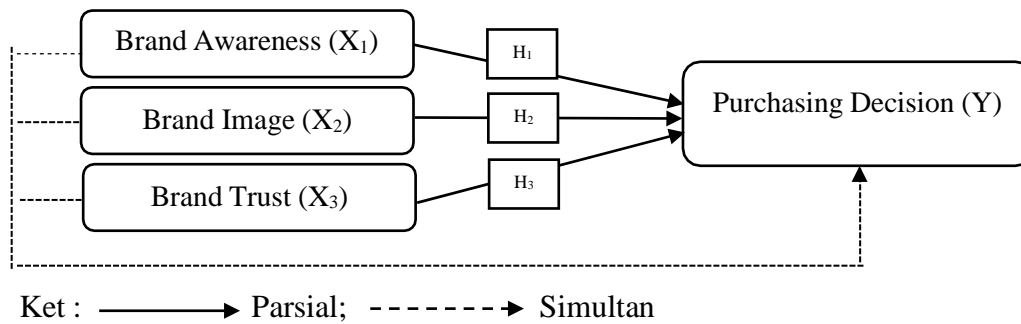 Brand Awareness (X₁)
H₁
Purchasing Decision (Y)
Brand Image (X₂)
H₂
Brand Trust (X₃)
H₃
Ket : Parsial; Simultan